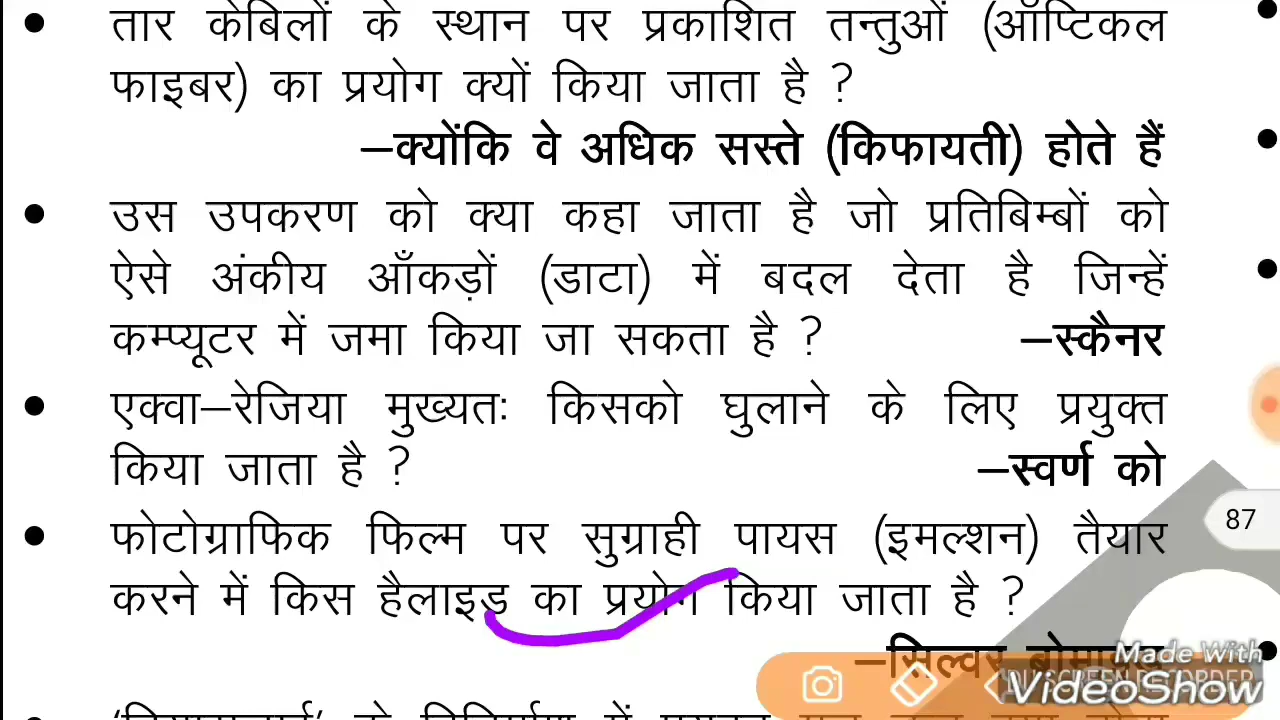 तार केबिलों के स्थान पर प्रकाशित तन्तुओं (ऑप्टिकल
फाइबर) का प्रयोग क्यों किया जाता है ?
–क्योंकि वे अधिक सस्ते (किफायती) होते हैं
• उस उपकरण को क्या कहा जाता है जो प्रतिबिम्बों को
ऐसे अंकीय आँकड़ों (डाटा) में बदल देता है जिन्हें
कम्प्यूटर में जमा किया जा सकता है ? –स्कैनर
• एक्वा–रेजिया मुख्यतः किसको घुलाने के लिए प्रयुक्त
किया जाता है ? –स्वर्ण को
87
• फोटोग्राफिक फिल्म पर सुग्राही पायस (इमल्शन) तैयार
करने में किस हैलाइड का प्रयोग किया जाता है ?
–सिल्वर
Made With
VideoShow